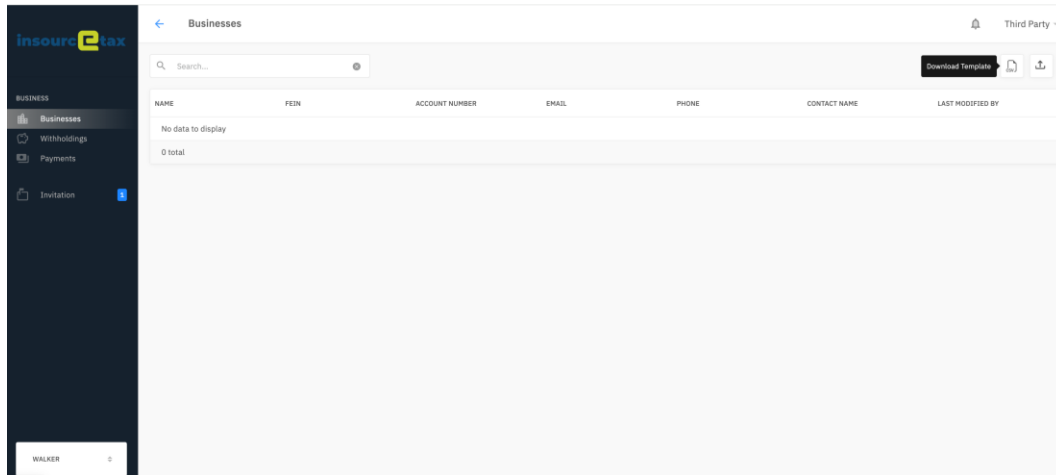 insourcetax
Businesses
Third Party
Search...
Download Template
BUSINESS
Businesses
Withholdings
Payments
Invitation
1
NAME FEIN ACCOUNT NUMBER EMAIL PHONE CONTACT NAME LAST MODIFIED BY
No data to display
0 total
WALKER